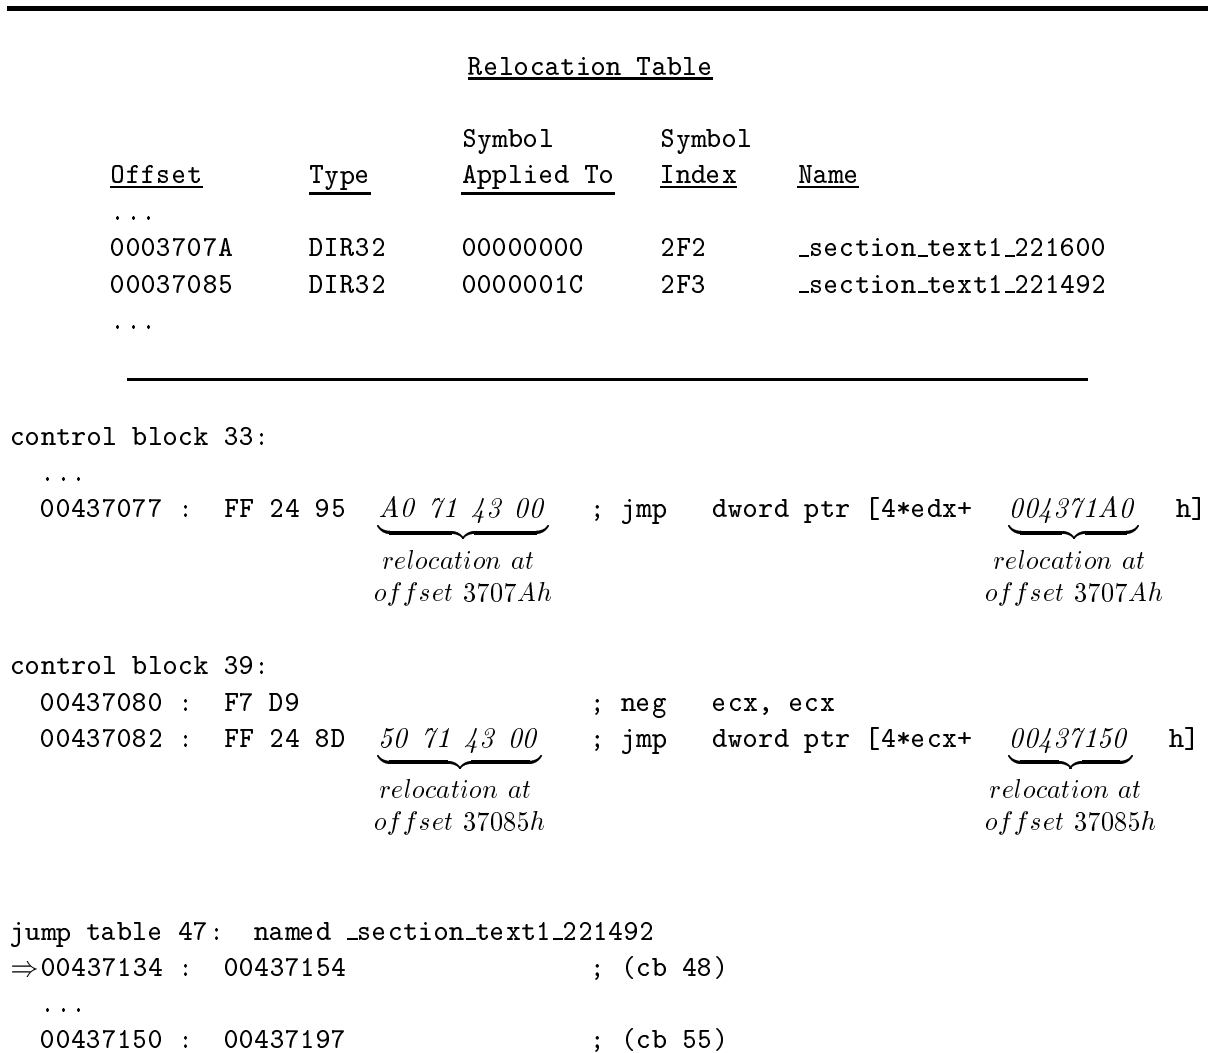 Relocation Table
Symbol Symbol
Offset Type Applied To Index Name
...
0003707A DIR32 00000000 2F2 _section_text1_221600
00037085 DIR32 0000001C 2F3 _section_text1_221492
...
control block 33:
...
00437077 : FF 24 95 A0 71 43 00 ; jmp dword ptr [4*edx+ 004371A0 h]
relocation at relocation at
offset 3707Ah offset 3707Ah
control block 39:
00437080 : F7 D9 ; neg ecx, ecx
00437082 : FF 24 8D 50 71 43 00 ; jmp dword ptr [4*ecx+ 00437150 h]
relocation at relocation at
offset 37085h offset 37085h
jump table 47: named _section_text1_221492
⇒00437134 : 00437154 ; (cb 48)
...
00437150 : 00437197 ; (cb 55)